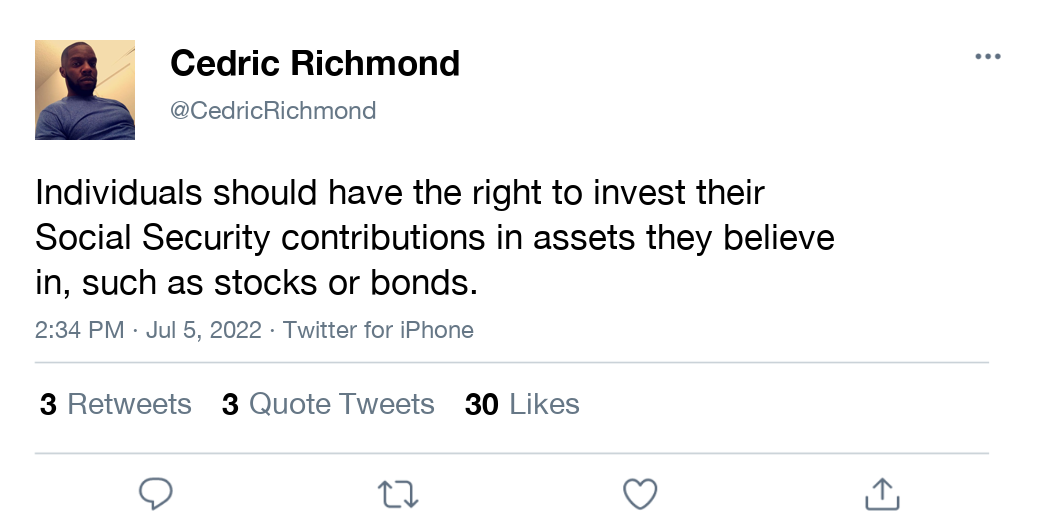 Cedric Richmond
@CedricRichmond
Individuals should have the right to invest their
Social Security contributions in assets they believe
in, such as stocks or bonds.
2:34 PM · Jul 5, 2022 · Twitter for iPhone
3 Retweets 3 Quote Tweets 30 Likes